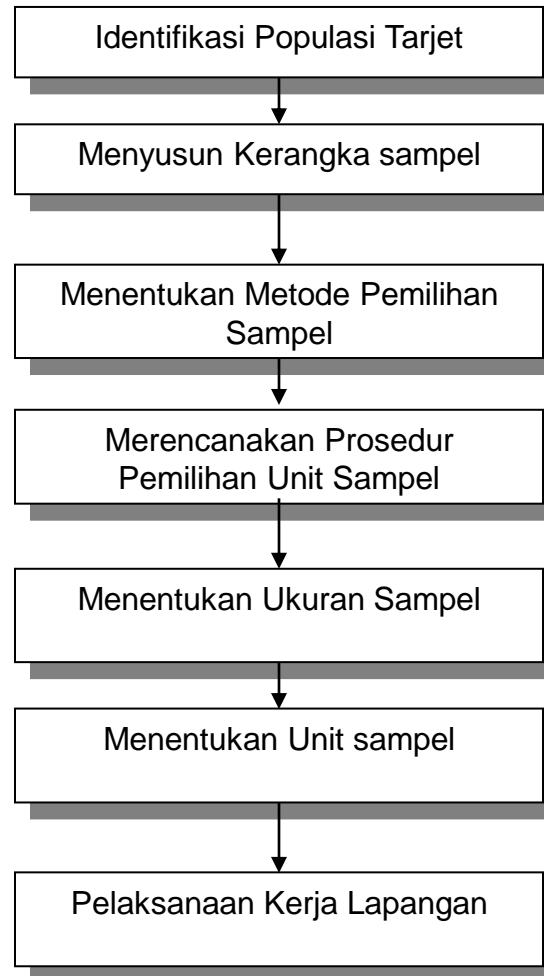 Identifikasi Populasi Tarjet
Menyusun Kerangka sampel
Menentukan Metode Pemilihan
Sampel
Merencanakan Prosedur
Pemilihan Unit Sampel
Menentukan Ukuran Sampel
Menentukan Unit sampel
Pelaksanaan Kerja Lapangan